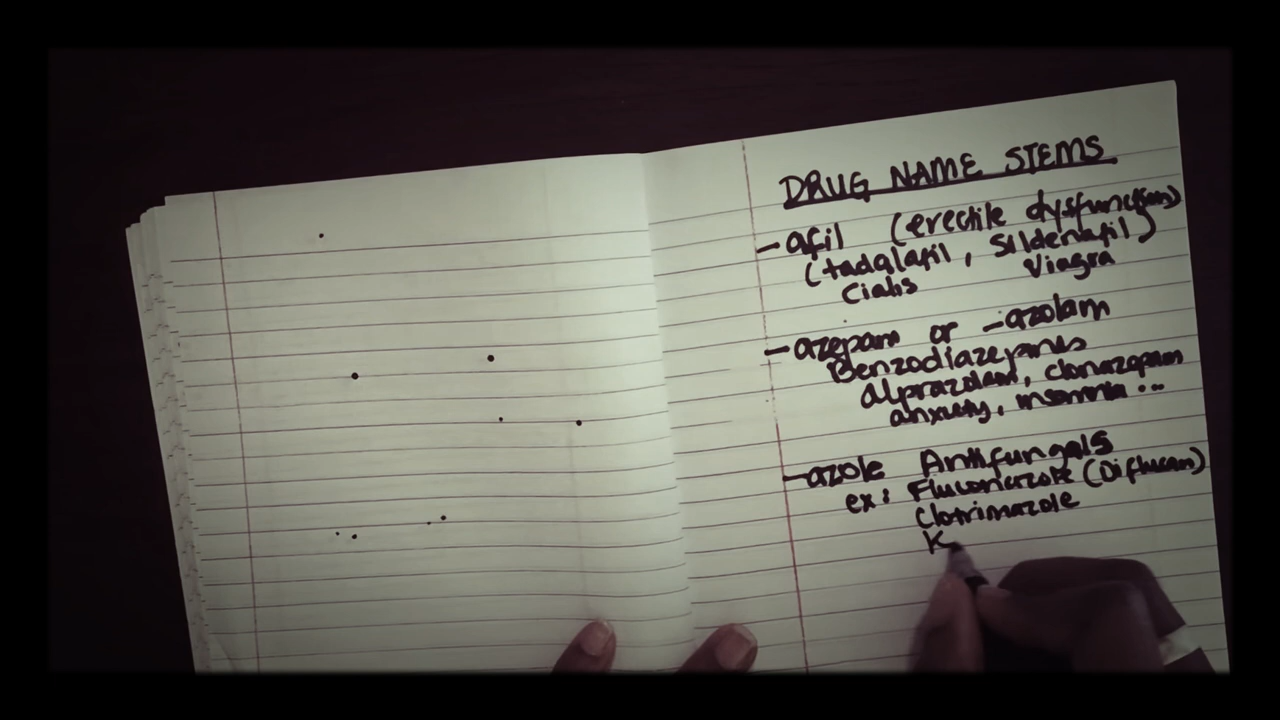 DRUG NAME STEMS
- afil (erectile dysfunction)
(tadalafil, Sildenafil)
Cialis Viagra
- azepam or -azolam
Benzodiazepines
alprazolam, clonazepam
anxiety, insomnia ...
-azole Antifungals
ex: Fluconazole (Diflucan)
Clotrimazole
K